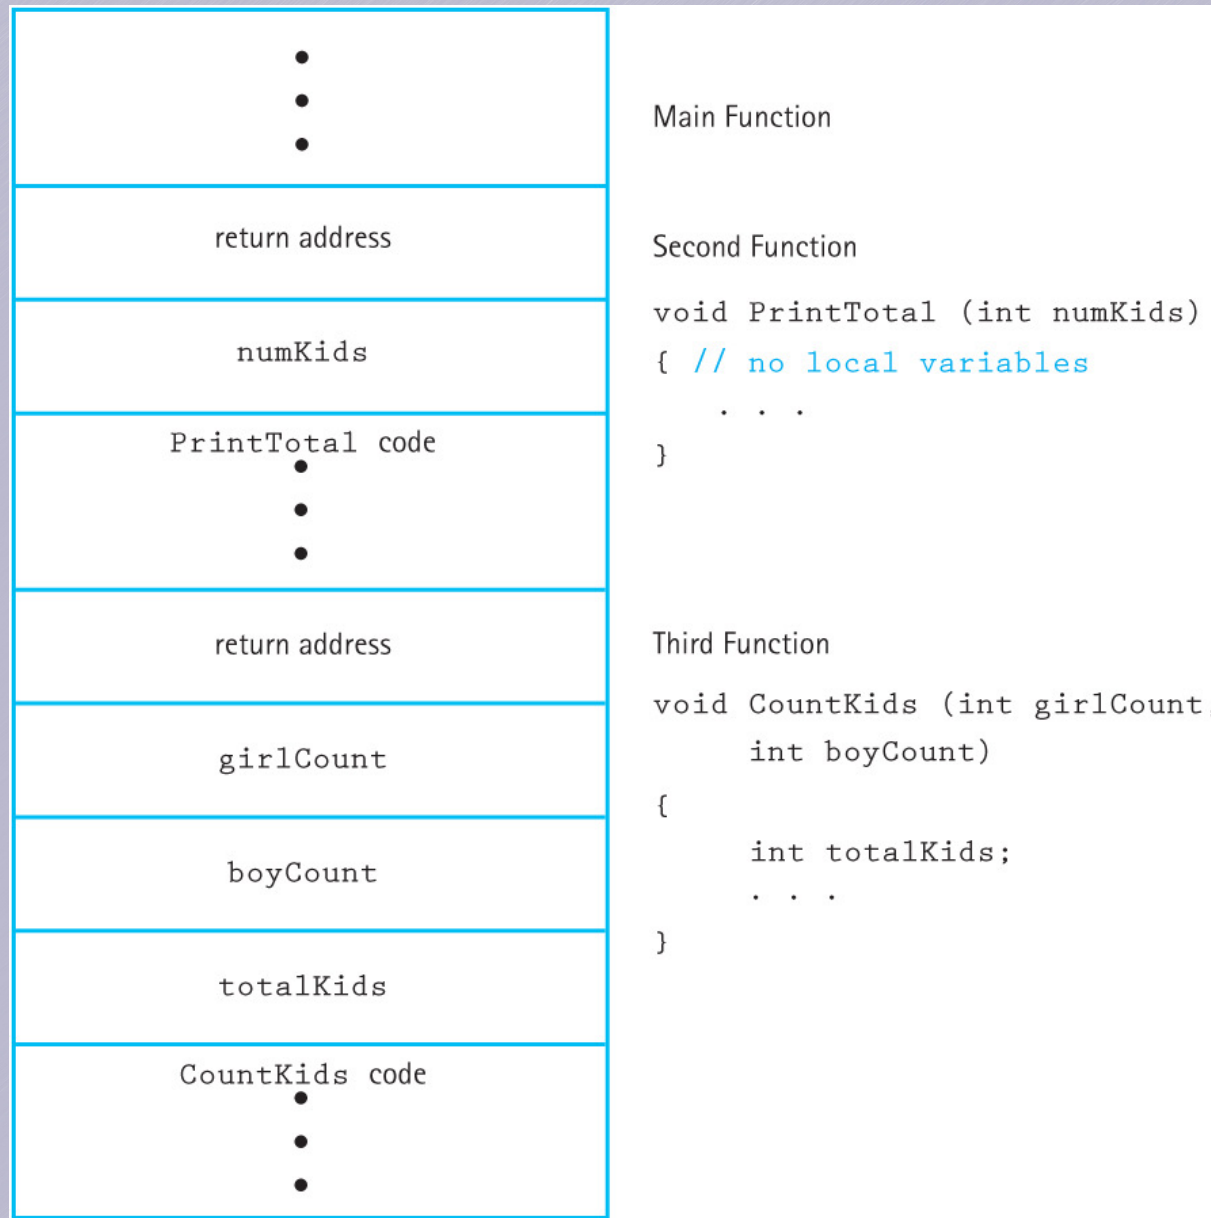 Main Function
return address
Second Function
void PrintTotal (int numKids)
numKids
{ // no local variables
. . .
PrintTotal code
}
return address
Third Function
void CountKids (int girlCount,
girlCount
int boyCount)
{
int totalKids;
boyCount
. . .
}
totalKids
CountKids code